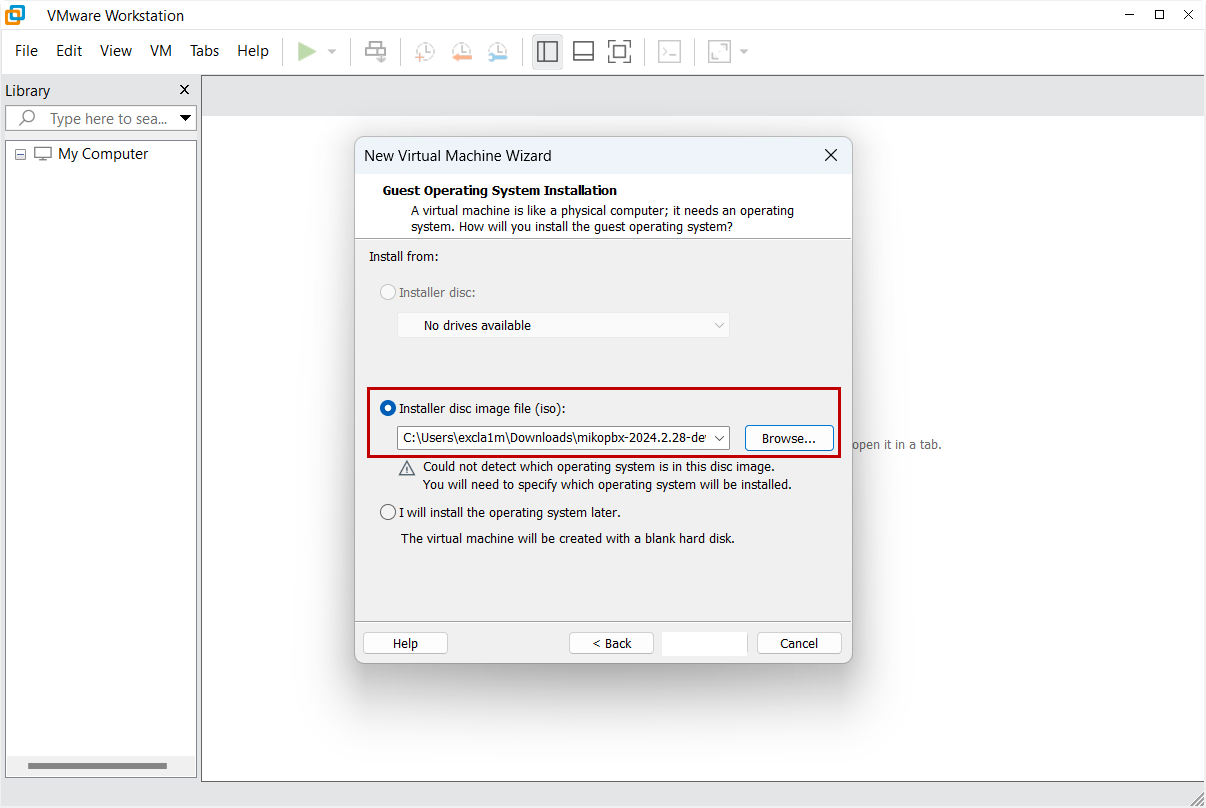 VMware Workstation
File Edit View VM Tabs Help
Library
Type here to sea...
My Computer
New Virtual Machine Wizard
Guest Operating System Installation
A virtual machine is like a physical computer; it needs an operating
system. How will you install the guest operating system?
Install from:
Installer disc:
No drives available
Installer disc image file (iso):
C:\Users\excla1m\Downloads\mikopbx-2024.2.28-de
Browse...
open it in a tab.
Could not detect which operating system is in this disc image.
You will need to specify which operating system will be installed.
I will install the operating system later.
The virtual machine will be created with a blank hard disk.
Help
< Back
Cancel